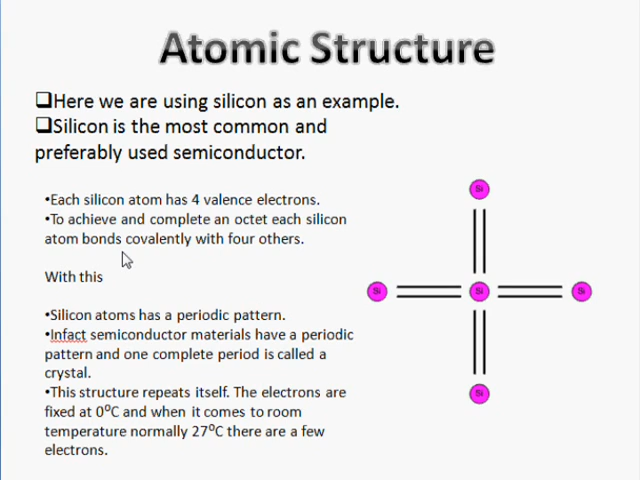 Atomic Structure
❑Here we are using silicon as an example.
❑Silicon is the most common and
preferably used semiconductor.
•Each silicon atom has 4 valence electrons.
•To achieve and complete an octet each silicon
atom bonds covalently with four others.
With this
•Silicon atoms has a periodic pattern.
•Infact semiconductor materials have a periodic
pattern and one complete period is called a
crystal.
•This structure repeats itself. The electrons are
fixed at 0⁰C and when it comes to room
temperature normally 27⁰C there are a few
electrons.
Si
Si Si Si
Si